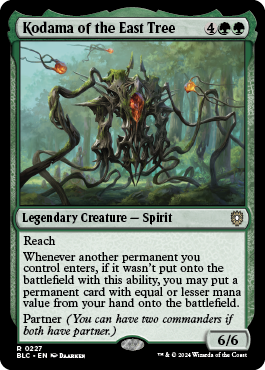 Kodama of the East Tree 4
Legendary Creature — Spirit
Reach
Whenever another permanent you
control enters, if it wasn't put onto the
battlefield with this ability, you may put a
permanent card with equal or lesser mana
value from your hand onto the battlefield.
Partner (You can have two commanders if
both have partner.)
6/6
R 0227
BLC • EN Daarken
™ & © 2024 Wizards of the Coast